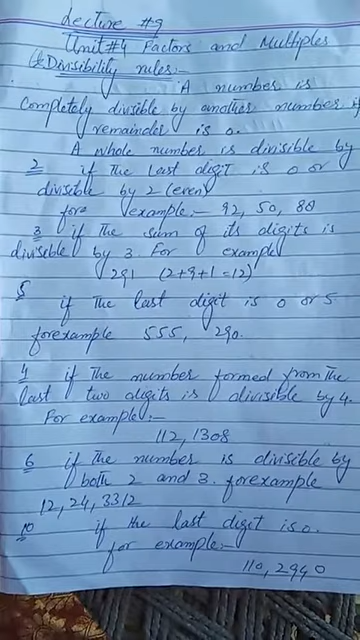 Lecture #9
Unit #4 Factors and Multiples
Divisibility rules:-
A number is
completely divisible by another number if
remainder is 0.
A whole number is divisible by
2 if the last digit is 0 or
divisible by 2 (even)
fore example:- 92, 50, 88
3 if the sum of its digits is
divisible by 3. For example
291 (2+9+1=12)
5
if the last digit is 0 or 5
forexample 555, 290.
4 if The number formed from The
last two digits is divisible by 4.
For example:-
112, 1308
6 if the number is divisible by
both 2 and 3. forexample
12, 24, 3312
10 if the last digit is 0.
for example:-
110, 2940